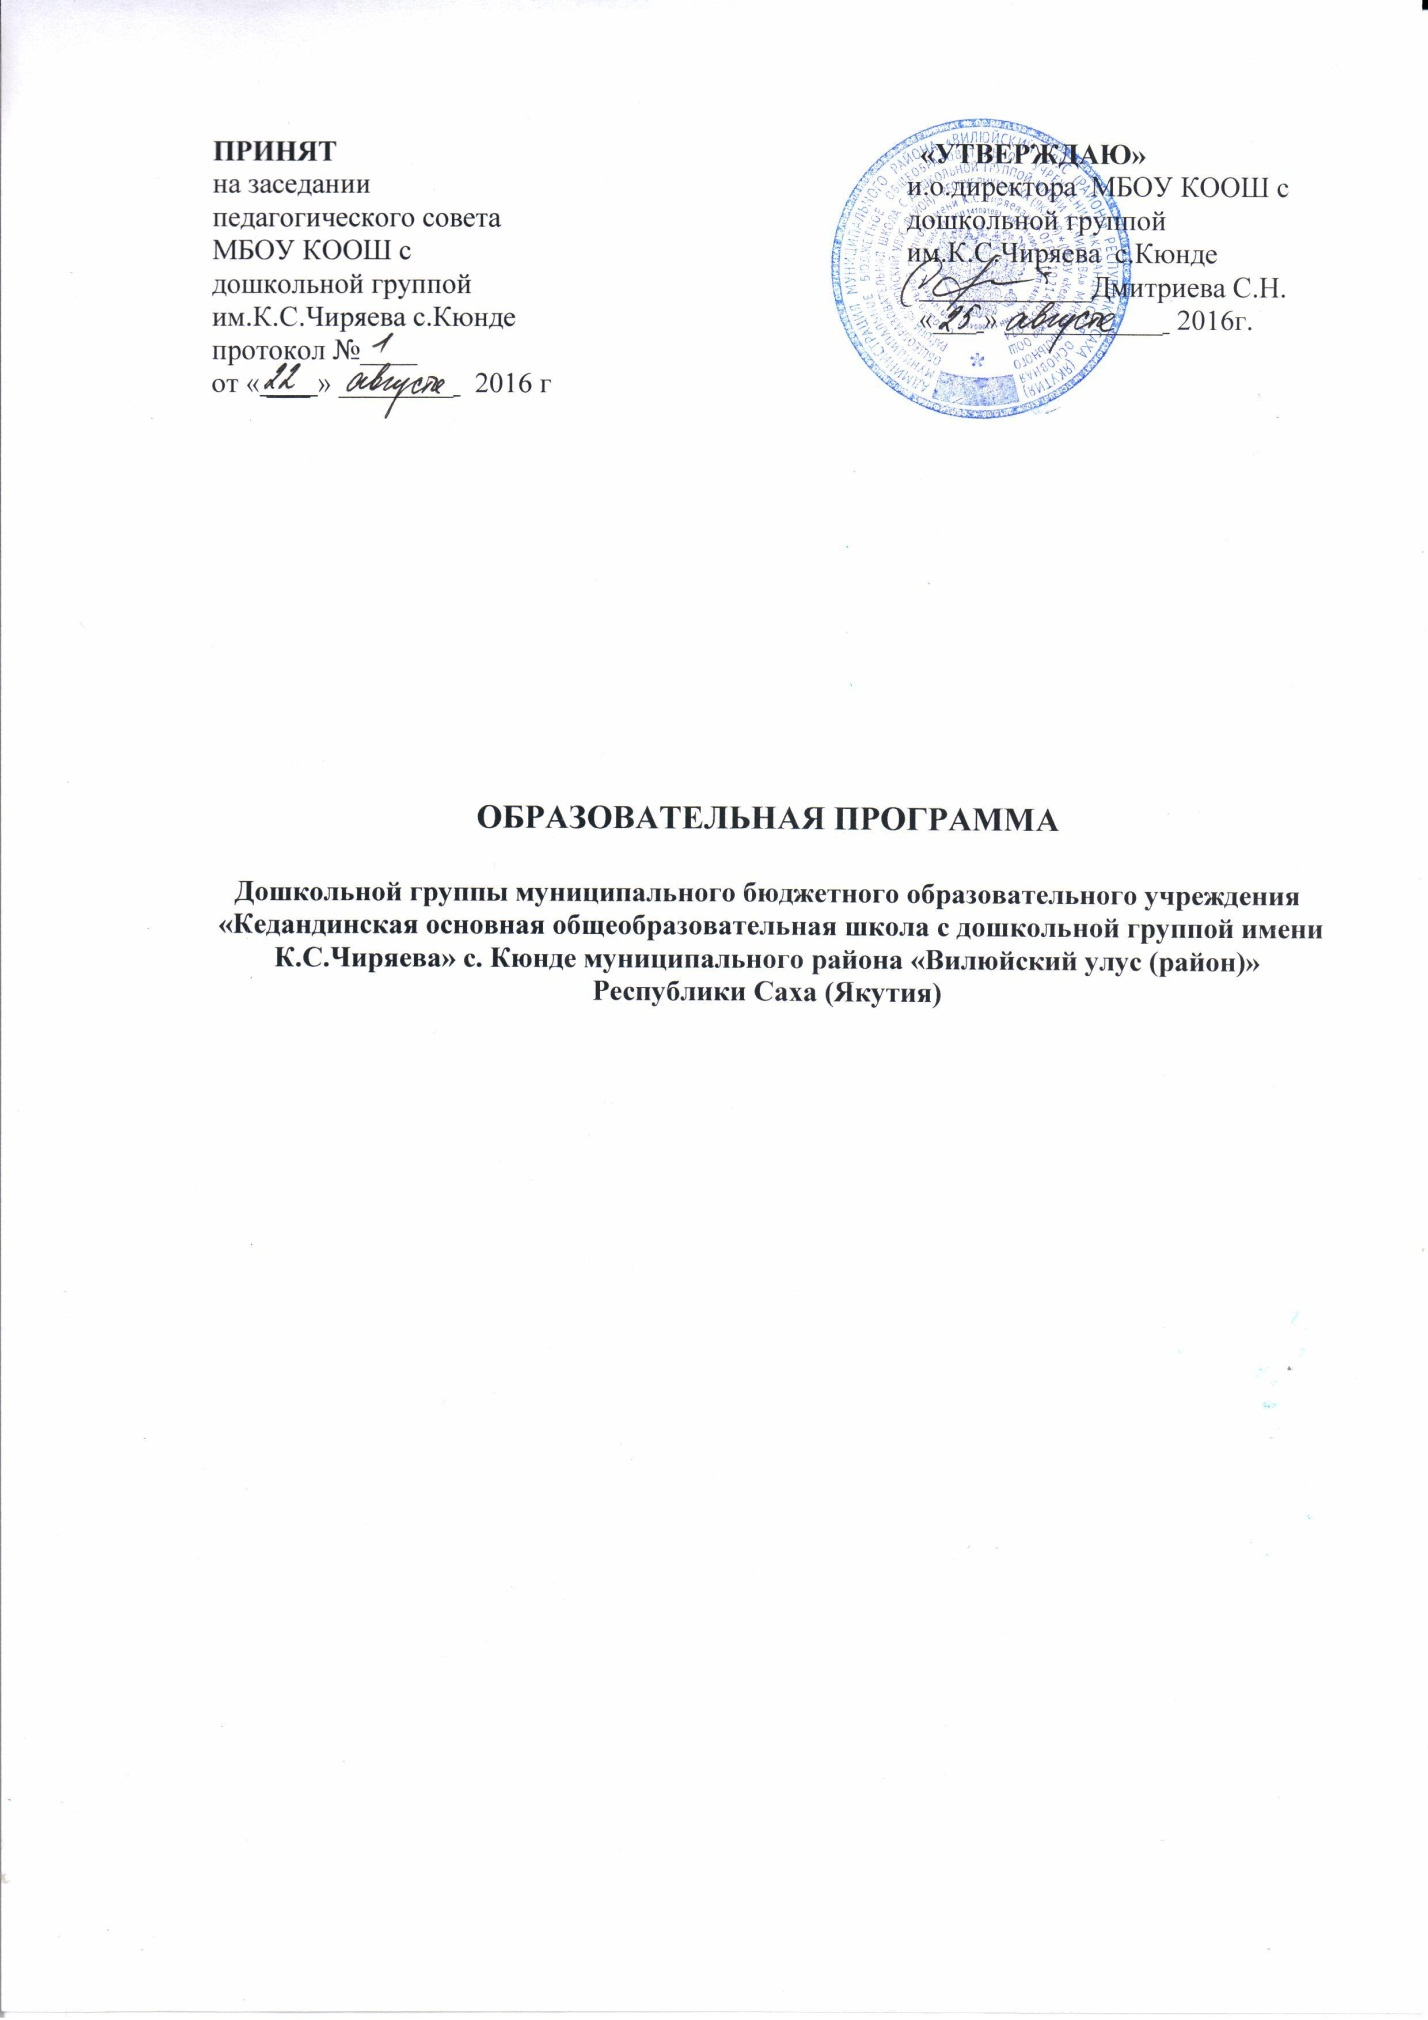 ПРИНЯТ
на заседании
педагогического совета
МБОУ КООШ с
дошкольной группой
им.К.С.Чиряева с.Кюнде
протокол № 1
от «22» августа 2016 г
«УТВЕРЖДАЮ»
и.о.директора МБОУ КООШ с
дошкольной группой
им.К.С.Чиряева с.Кюнде
Дмитриева С.Н.
«25» августа 2016г.
ОБРАЗОВАТЕЛЬНАЯ ПРОГРАММА
Дошкольной группы муниципального бюджетного образовательного учреждения
«Кедандинская основная общеобразовательная школа с дошкольной группой имени
К.С.Чиряева» с. Кюнде муниципального района «Вилюйский улус (район)»
Республики Саха (Якутия)